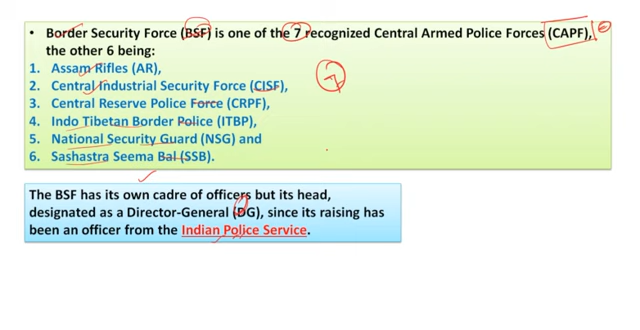 • Border Security Force (BSF) is one of the 7 recognized Central Armed Police Forces (CAPF),
the other 6 being:
1. Assam Rifles (AR),
2. Central Industrial Security Force (CISF),
3. Central Reserve Police Force (CRPF),
4. Indo Tibetan Border Police (ITBP),
5. National Security Guard (NSG) and
6. Sashastra Seema Bal (SSB).
The BSF has its own cadre of officers but its head,
designated as a Director-General (DG), since its raising has
been an officer from the Indian Police Service.